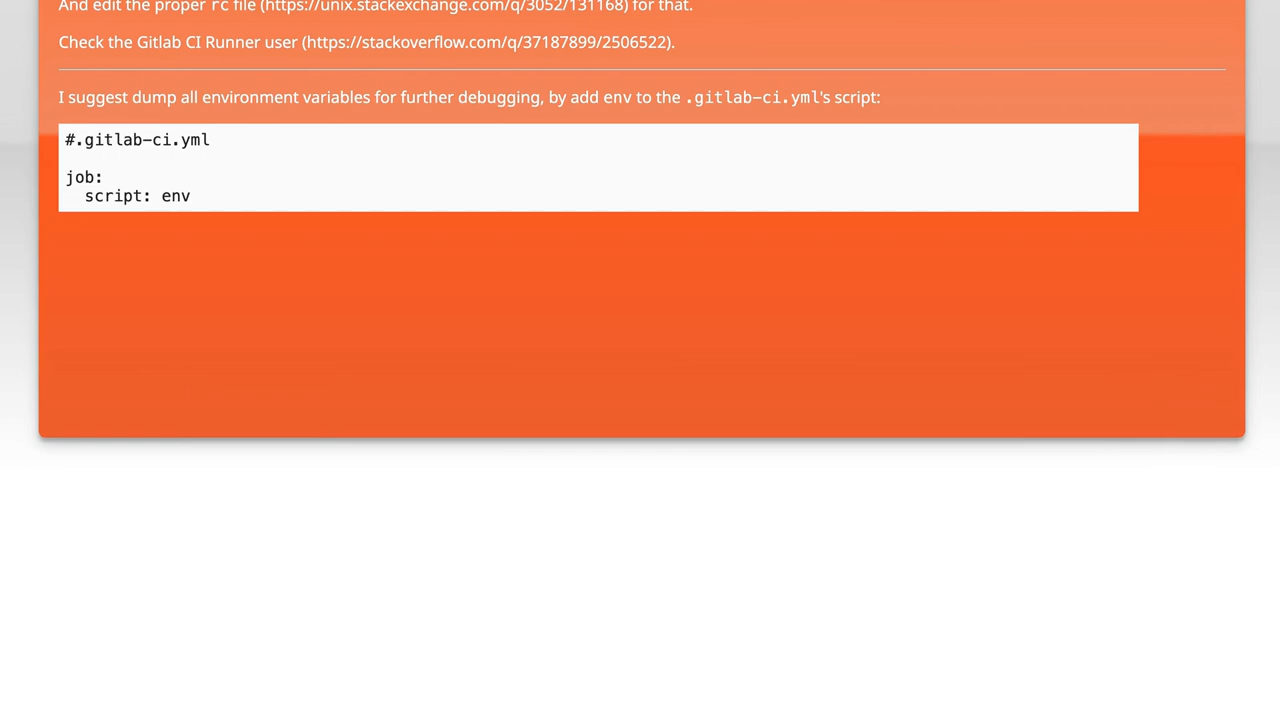 And edit the proper rc file (https://unix.stackexchange.com/q/3052/131168) for that.
Check the Gitlab CI Runner user (https://stackoverflow.com/q/37187899/2506522).
I suggest dump all environment variables for further debugging, by add env to the .gitlab-ci.yml's script:
#.gitlab-ci.yml
job:
  script: env